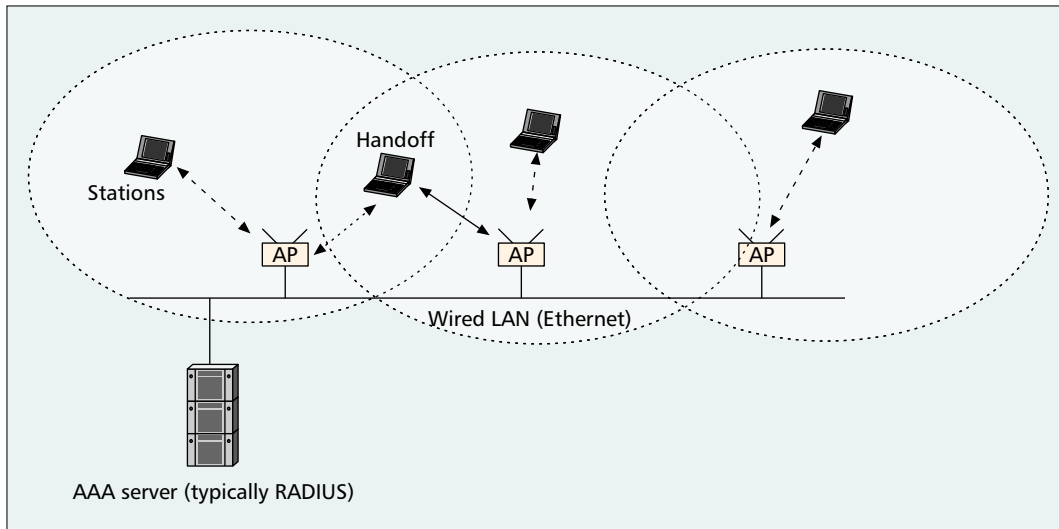 Handoff
Stations
AP
AP
AP
Wired LAN (Ethernet)
AAA server (typically RADIUS)